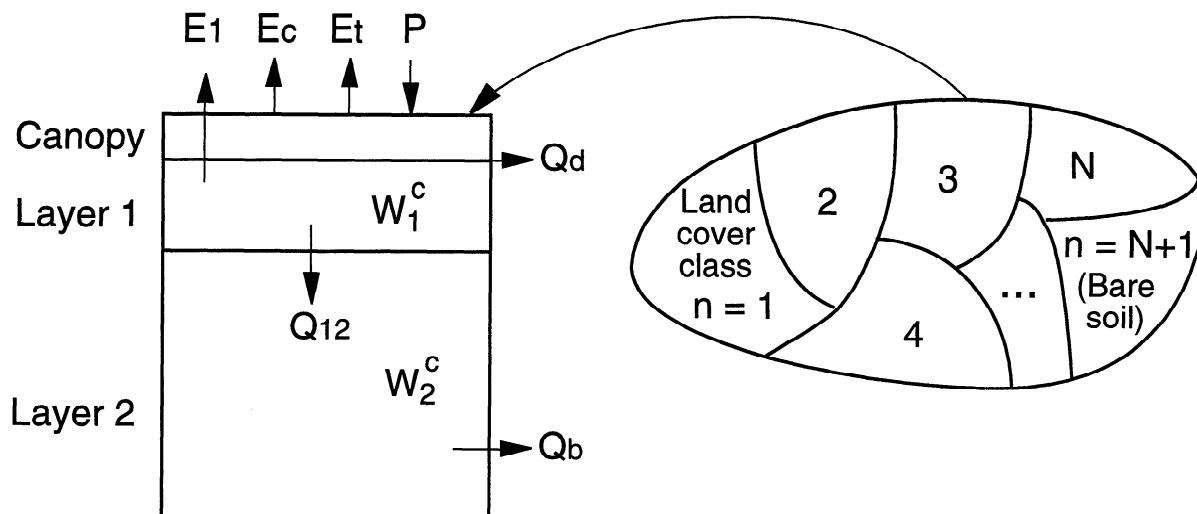 E1 Ec Et P
Canopy
Qd
Layer 1
W₁ᶜ
Q12
W₂ᶜ
Layer 2
Qb
Land
cover
class
n = 1
2
3
4
...
N
n = N+1
(Bare
soil)